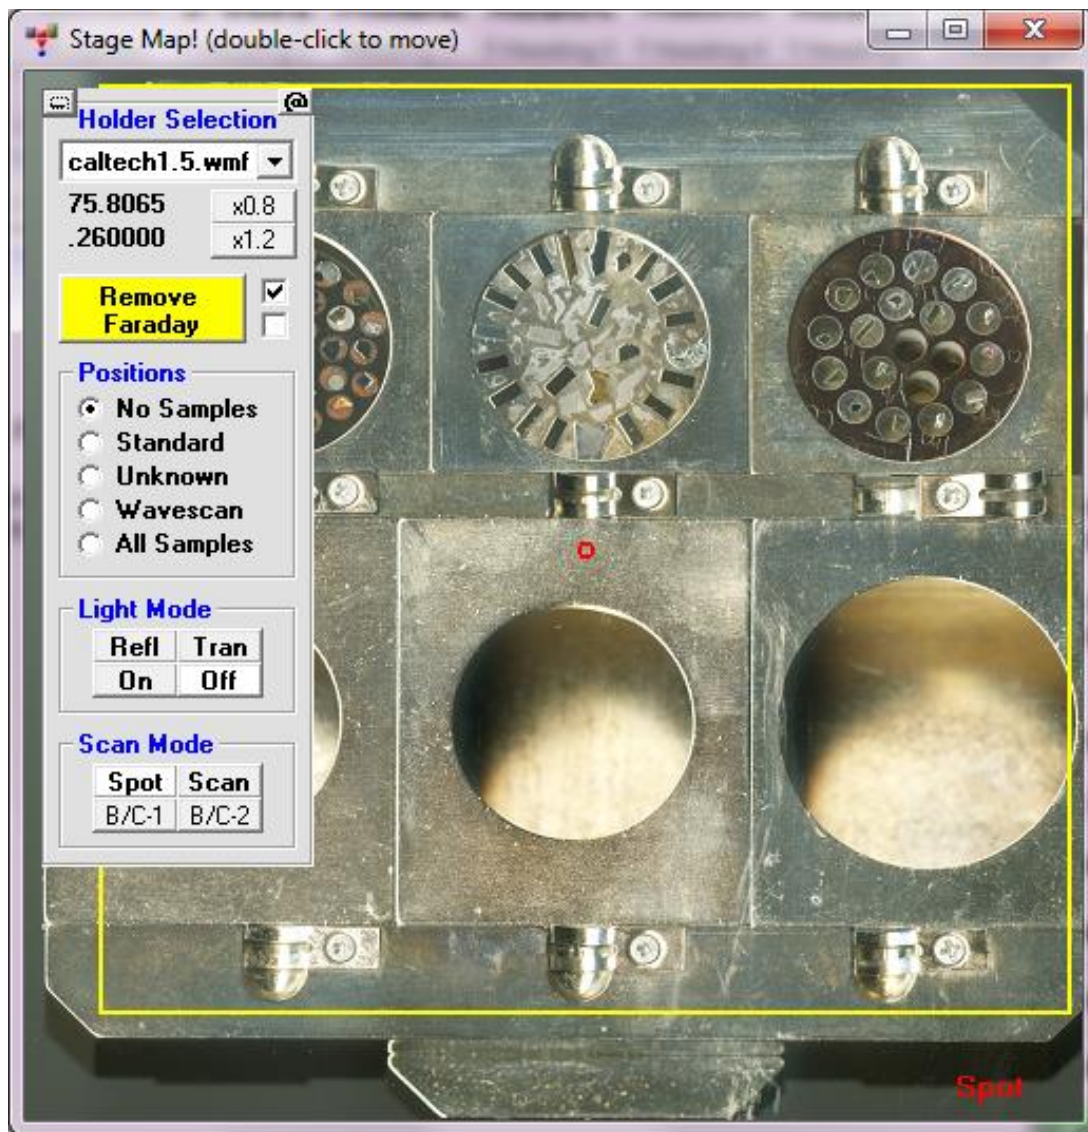 Stage Map! (double-click to move)
@
Holder Selection
caltech1.5.wmf
75.8065 x0.8
.260000 x1.2
Remove
Faraday
Positions
No Samples
Standard
Unknown
Wavescan
All Samples
Light Mode
Refl Tran
On Off
Scan Mode
Spot Scan
B/C-1 B/C-2
Spot